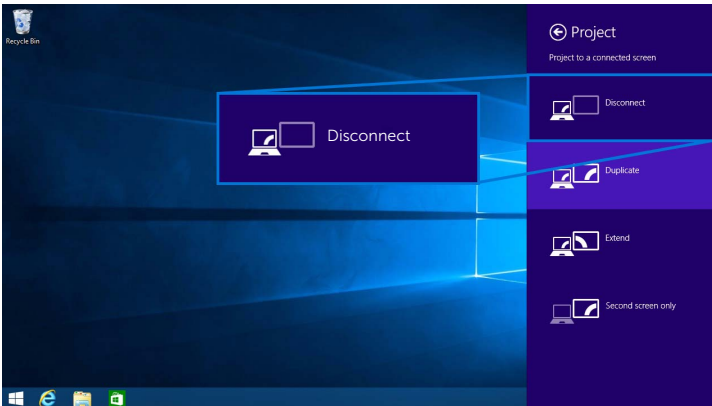 Recycle Bin
Project
Project to a connected screen
Disconnect
Disconnect
Duplicate
Extend
Second screen only